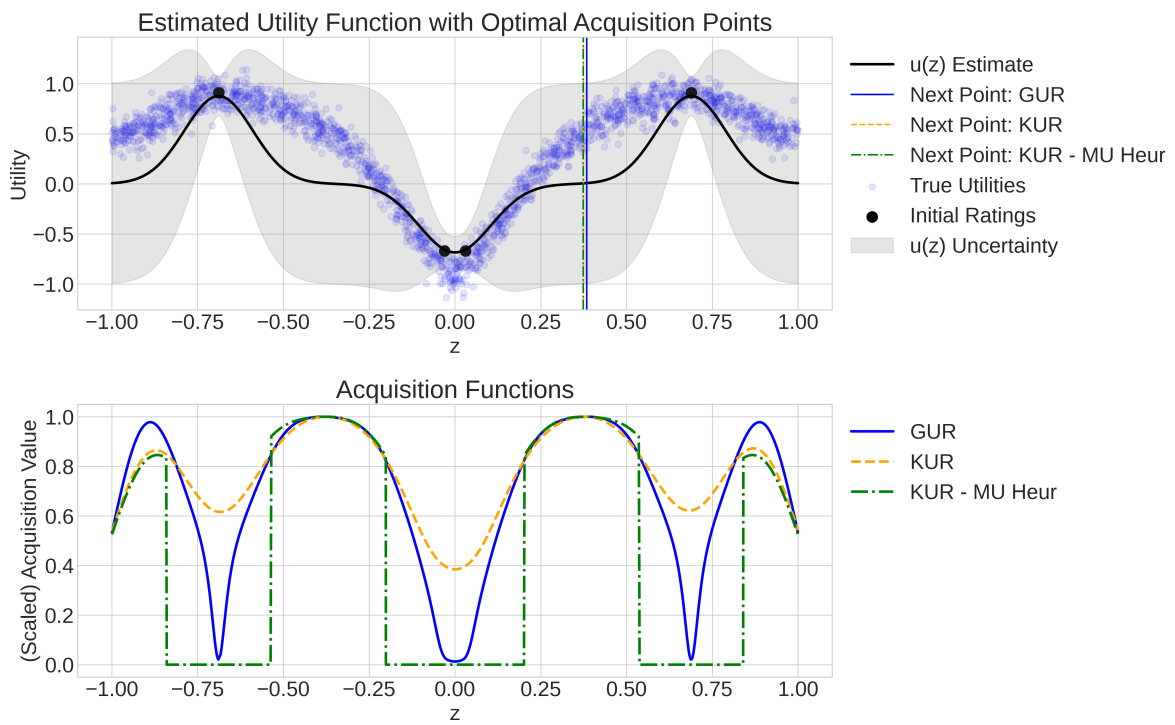 Estimated Utility Function with Optimal Acquisition Points
Utility
1.0
0.5
0.0
−0.5
−1.0
−1.00 −0.75 −0.50 −0.25 0.00 0.25 0.50 0.75 1.00
z
u(z) Estimate
Next Point: GUR
Next Point: KUR
Next Point: KUR - MU Heur
True Utilities
Initial Ratings
u(z) Uncertainty
Acquisition Functions
(Scaled) Acquisition Value
1.0
0.8
0.6
0.4
0.2
0.0
−1.00 −0.75 −0.50 −0.25 0.00 0.25 0.50 0.75 1.00
z
GUR
KUR
KUR - MU Heur